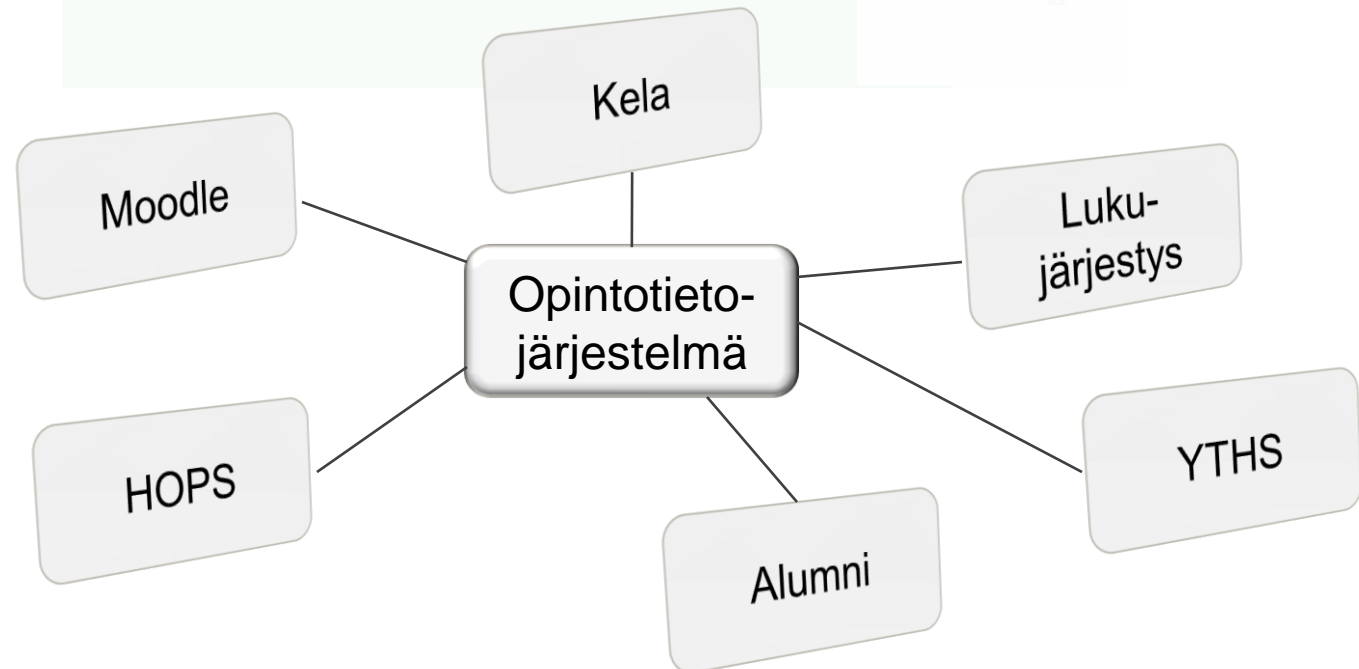 Kela
Moodle
Luku-
järjestys
Opintotieto-
järjestelmä
HOPS
YTHS
Alumni